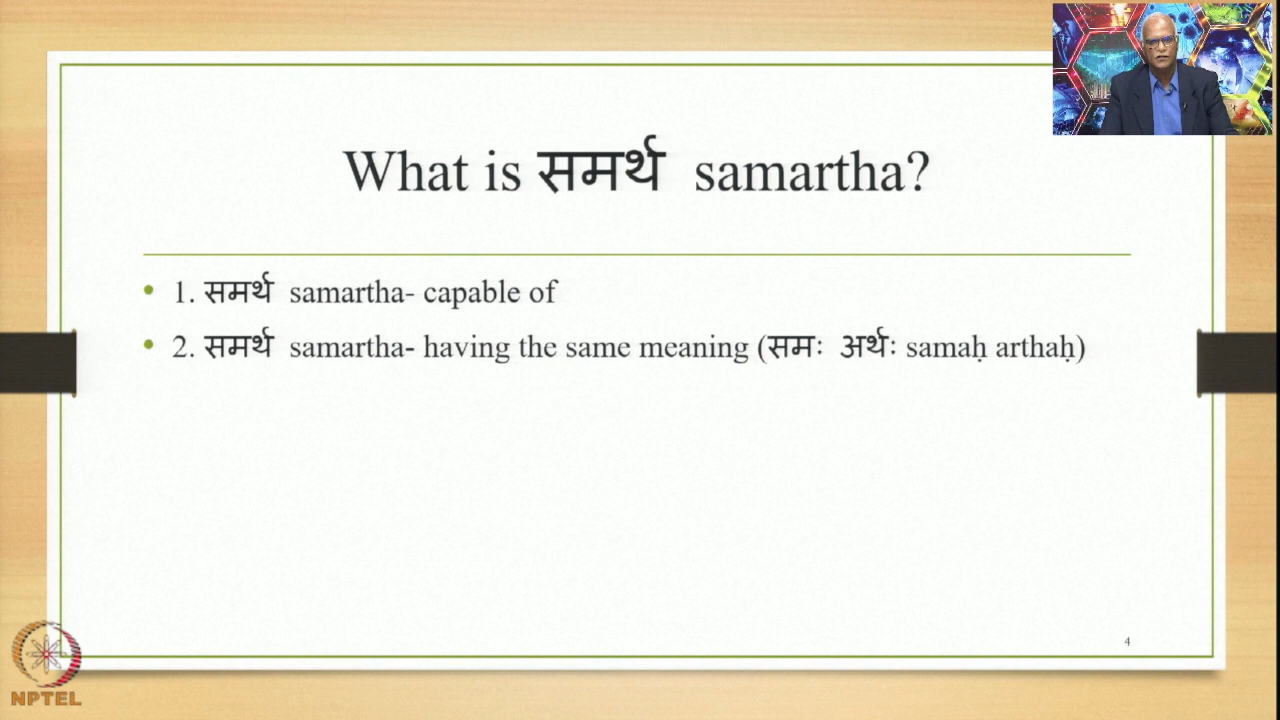 What is समर्थ samartha?
• 1. समर्थ samartha- capable of
• 2. समर्थ samartha- having the same meaning (समः अर्थः samaḥ arthaḥ)
4
NPTEL